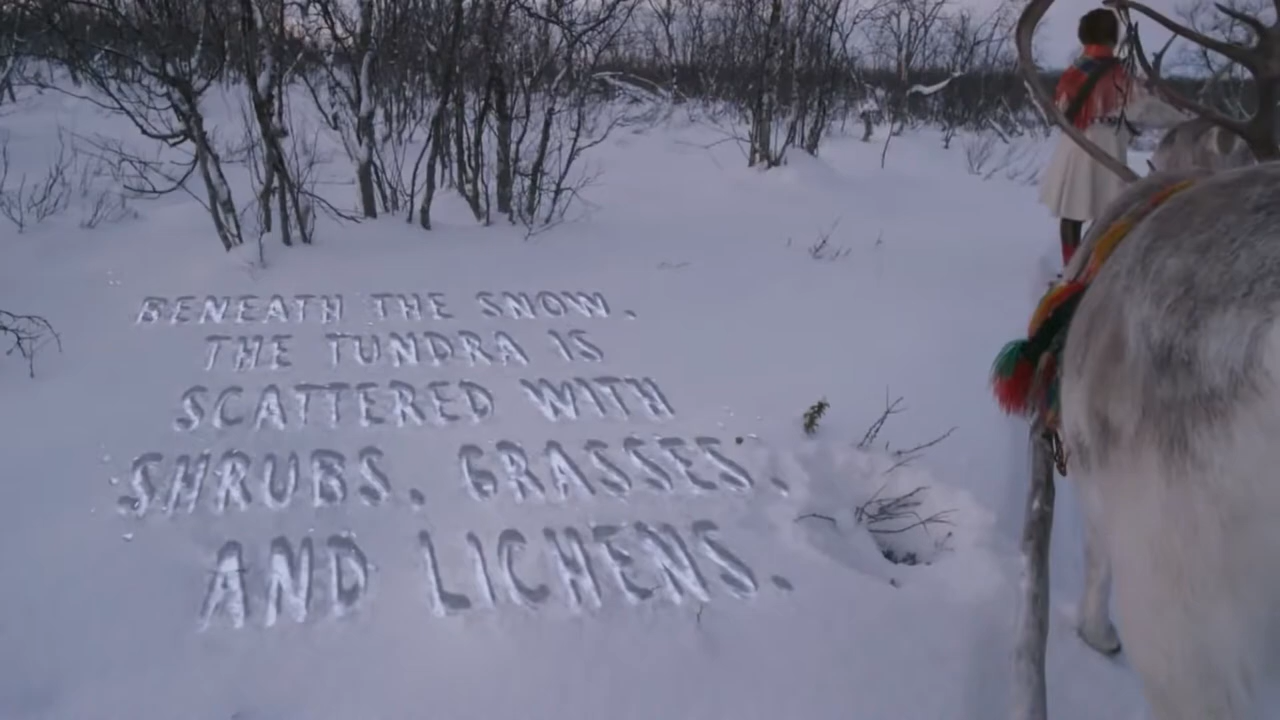 BENEATH THE SNOW,
THE TUNDRA IS
SCATTERED WITH
SHRUBS, GRASSES,
AND LICHENS.